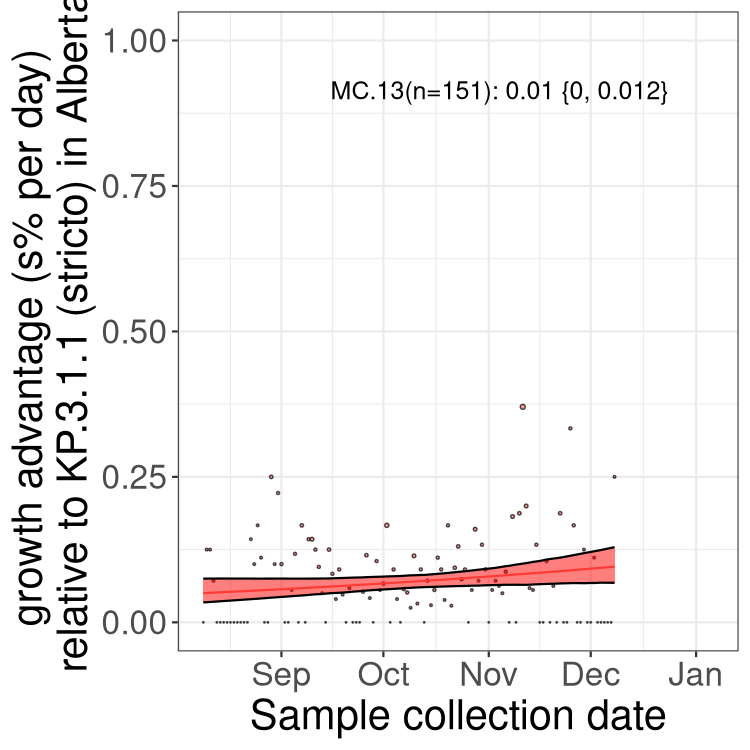 growth advantage (s% per day)
relative to KP.3.1.1 (stricto) in Alberta
1.00
0.75
0.50
0.25
0.00
MC.13(n=151): 0.01 {0, 0.012}
Sep Oct Nov Dec Jan
Sample collection date